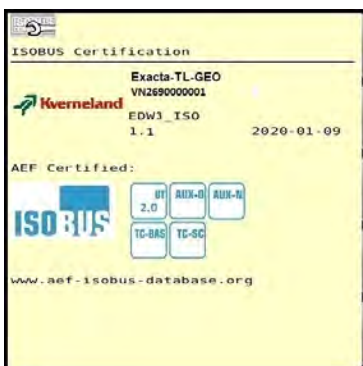 ISOBUS Certification
Exacta-TL-GEO
VN2690000001
Kverneland
EDW3_ISO
1.1 2020-01-09
AEF Certified:
ISOBUS
UT 2.0
AUX-O
AUX-N
TC-BAS
TC-SC
www.aef-isobus-database.org